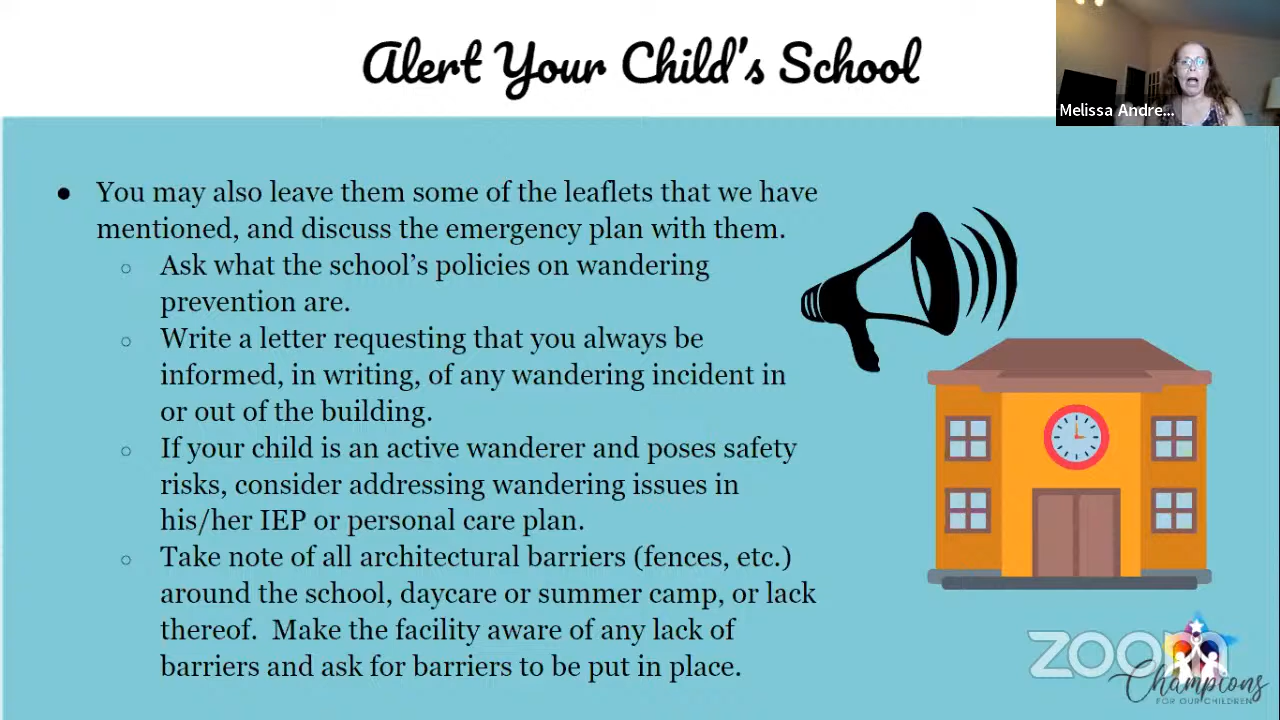 Alert Your Child's School
Melissa Andre...
● You may also leave them some of the leaflets that we have
mentioned, and discuss the emergency plan with them.
○ Ask what the school's policies on wandering
prevention are.
○ Write a letter requesting that you always be
informed, in writing, of any wandering incident in
or out of the building.
○ If your child is an active wanderer and poses safety
risks, consider addressing wandering issues in
his/her IEP or personal care plan.
○ Take note of all architectural barriers (fences, etc.)
around the school, daycare or summer camp, or lack
thereof.  Make the facility aware of any lack of
barriers and ask for barriers to be put in place.
zoom
Champions
FOR OUR CHILDREN